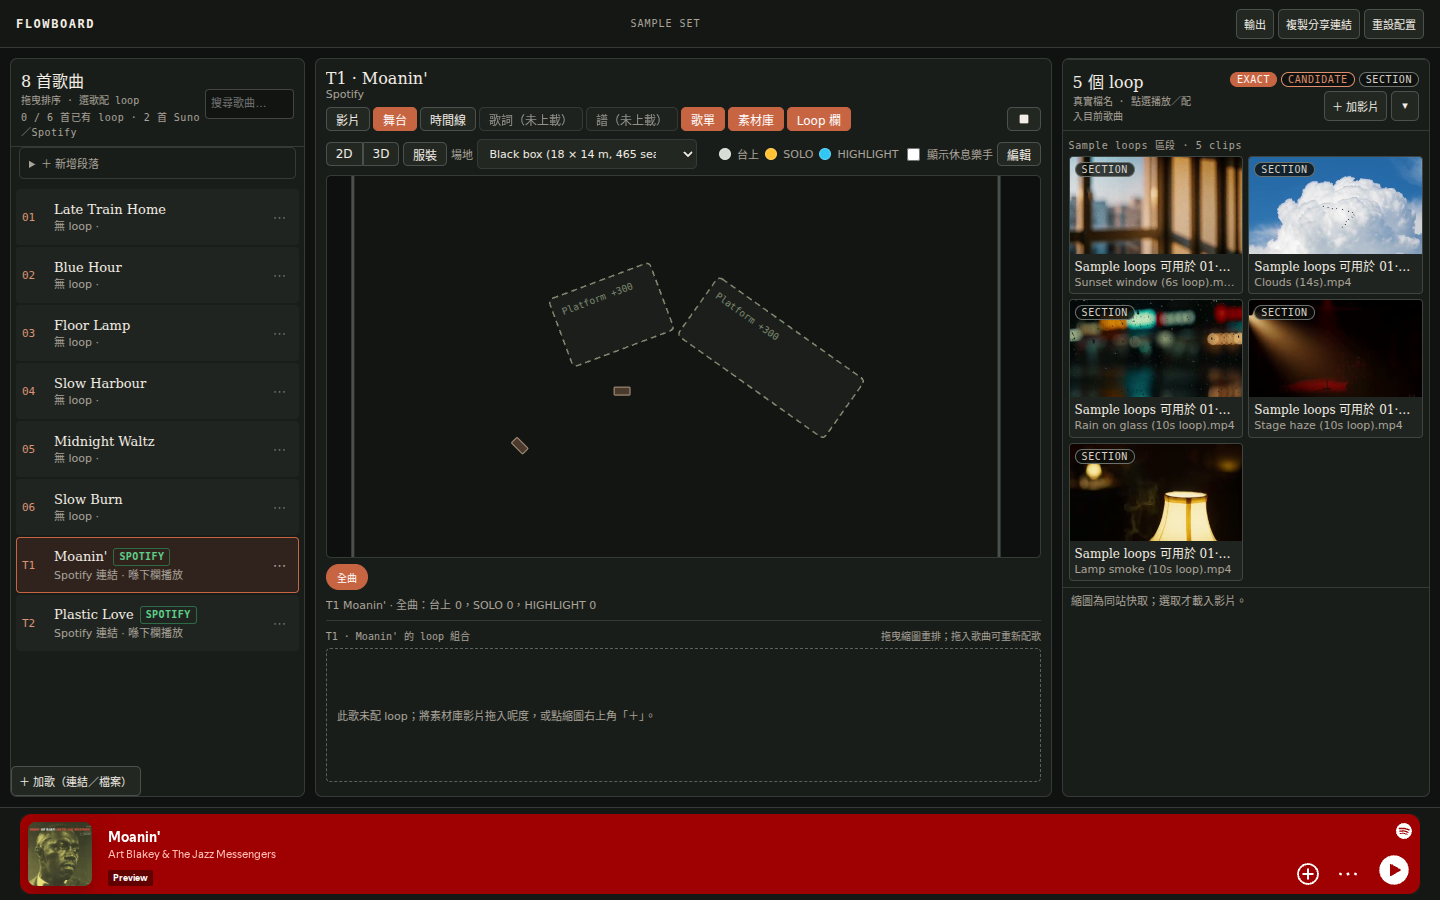 FLOWBOARD
SAMPLE SET
輸出
複製分享連結
重設配置
8 首歌曲
拖曳排序 · 選歌配 loop
0 / 6 首已有 loop · 2 首 Suno
／Spotify
搜尋歌曲…
▶ ＋ 新增段落
01
Late Train Home
無 loop ·
…
02
Blue Hour
無 loop ·
…
03
Floor Lamp
無 loop ·
…
04
Slow Harbour
無 loop ·
…
05
Midnight Waltz
無 loop ·
…
06
Slow Burn
無 loop ·
…
T1
Moanin' SPOTIFY
Spotify 連結 · 喺下欄播放
…
T2
Plastic Love SPOTIFY
Spotify 連結 · 喺下欄播放
…
＋ 加歌（連結／檔案）
T1 · Moanin'
Spotify
影片
舞台
時間線
歌詞（未上載）
譜（未上載）
歌單
素材庫
Loop 欄
2D
3D
服裝
場地
Black box (18 × 14 m, 465 sea
台上
SOLO
HIGHLIGHT
顯示休息樂手
編輯
Platform +300
Platform +300
全曲
T1 Moanin' · 全曲：台上 0，SOLO 0，HIGHLIGHT 0
T1 · Moanin' 的 loop 組合
拖曳縮圖重排；拖入歌曲可重新配歌
此歌未配 loop；將素材庫影片拖入呢度，或點縮圖右上角「＋」。
5 個 loop
EXACT
CANDIDATE
SECTION
真實檔名 · 點選播放／配
入目前歌曲
＋ 加影片
▼
Sample loops 區段 · 5 clips
SECTION
Sample loops 可用於 01·…
Sunset window (6s loop).m…
SECTION
Sample loops 可用於 01·…
Clouds (14s).mp4
SECTION
Sample loops 可用於 01·…
Rain on glass (10s loop).mp4
SECTION
Sample loops 可用於 01·…
Stage haze (10s loop).mp4
SECTION
Sample loops 可用於 01·…
Lamp smoke (10s loop).mp4
縮圖為同站快取；選取才載入影片。
Moanin'
Art Blakey & The Jazz Messengers
Preview